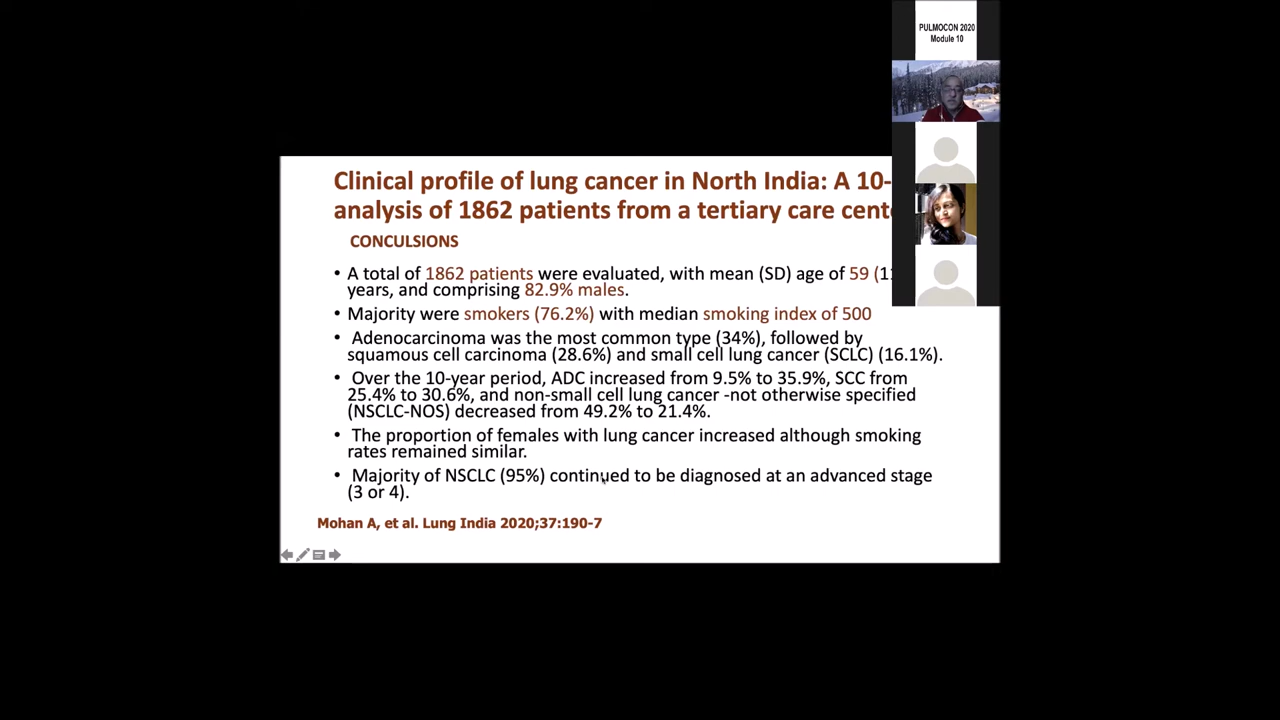 PULMOCON 2020
Module 10
Clinical profile of lung cancer in North India: A 10-
analysis of 1862 patients from a tertiary care
CONCULSIONS
• A total of 1862 patients were evaluated, with mean (SD) age of 59
years, and comprising 82.9% males.
• Majority were smokers (76.2%) with median smoking index of 500
• Adenocarcinoma was the most common type (34%), followed by
squamous cell carcinoma (28.6%) and small cell lung cancer (SCLC) (16.1%).
• Over the 10-year period, ADC increased from 9.5% to 35.9%, SCC from
25.4% to 30.6%, and non-small cell lung cancer -not otherwise specified
(NSCLC-NOS) decreased from 49.2% to 21.4%.
• The proportion of females with lung cancer increased although smoking
rates remained similar.
• Majority of NSCLC (95%) continued to be diagnosed at an advanced stage
(3 or 4).
Mohan A, et al. Lung India 2020;37:190-7